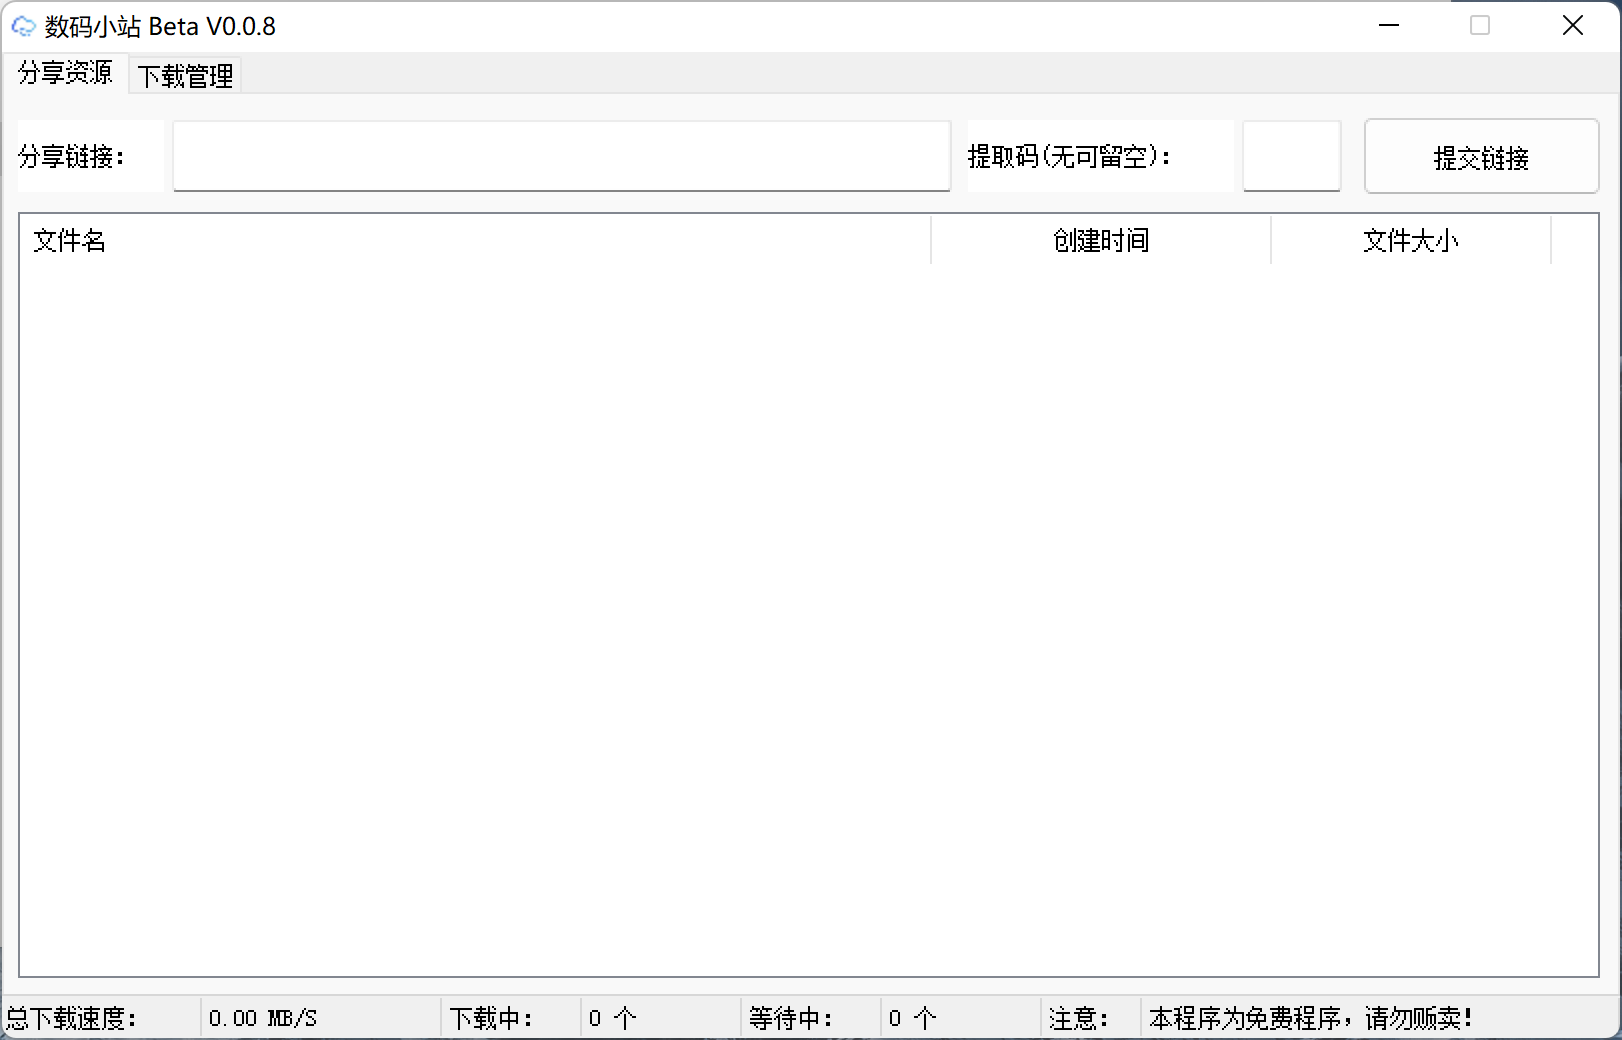 数码小站 Beta V0.0.8
分享资源 下载管理
分享链接： 提取码(无可留空)： 提交链接
文件名 创建时间 文件大小
总下载速度： 0.00 MB/S 下载中： 0 个 等待中： 0 个 注意： 本程序为免费程序，请勿贩卖!